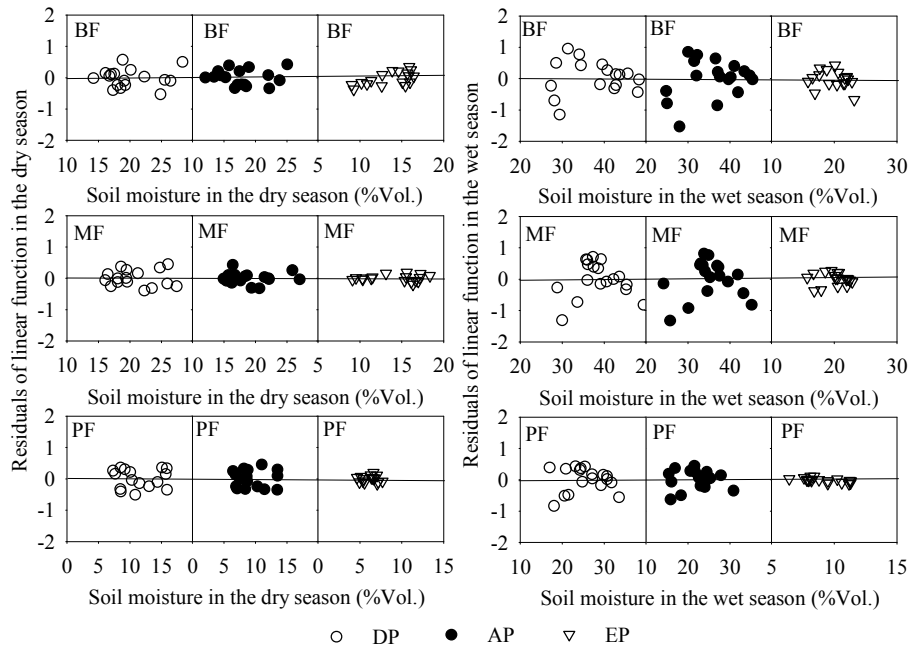 Residuals of linear function in the dry season
2
1
0
-1
-2
BF BF BF
10 15 20 25 10 15 20 25 5 10 15 20
Soil moisture in the dry season (%Vol.)
2
1
0
-1
-2
MF MF MF
10 15 20 25 10 15 20 25 5 10 15 20
Soil moisture in the dry season (%Vol.)
2
1
0
-1
-2
PF PF PF
0 5 10 15 0 5 10 15 0 5 10 15 20
Soil moisture in the dry season (%Vol.)
Residuals of linear function in the wet season
2
1
0
-1
-2
BF BF BF
20 30 40 20 30 40 10 20 30
Soil moisture in the wet season (%Vol.)
2
1
0
-1
-2
MF MF MF
20 30 40 20 30 40 10 20 30
Soil moisture in the wet season (%Vol.)
2
1
0
-1
-2
PF PF PF
10 20 30 10 20 30 40 5 10 15
Soil moisture in the wet season (%Vol.)
DP AP EP